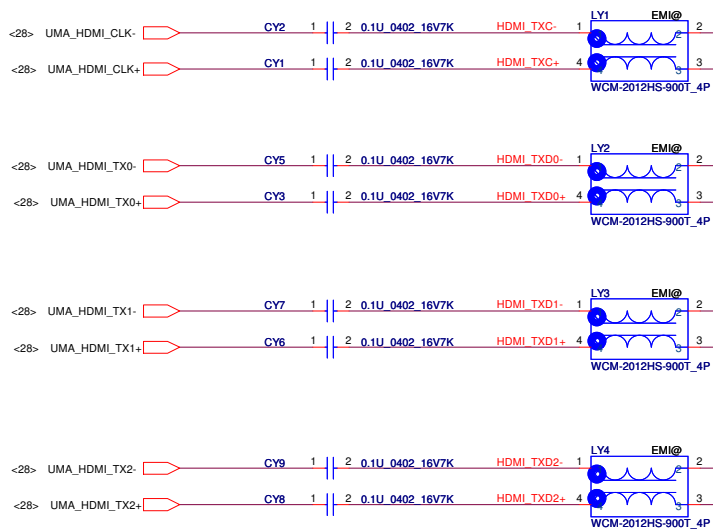 LY1 EMI@
<28> UMA_HDMI_CLK- CY2 1 2 0.1U_0402_16V7K HDMI_TXC- 1 2 2
<28> UMA_HDMI_CLK+ CY1 1 2 0.1U_0402_16V7K HDMI_TXC+ 4 3 3
WCM-2012HS-900T_4P
LY2 EMI@
<28> UMA_HDMI_TX0- CY5 1 2 0.1U_0402_16V7K HDMI_TXD0- 1 2 2
<28> UMA_HDMI_TX0+ CY3 1 2 0.1U_0402_16V7K HDMI_TXD0+ 4 3 3
WCM-2012HS-900T_4P
LY3 EMI@
<28> UMA_HDMI_TX1- CY7 1 2 0.1U_0402_16V7K HDMI_TXD1- 1 2 2
<28> UMA_HDMI_TX1+ CY6 1 2 0.1U_0402_16V7K HDMI_TXD1+ 4 3 3
WCM-2012HS-900T_4P
LY4 EMI@
<28> UMA_HDMI_TX2- CY9 1 2 0.1U_0402_16V7K HDMI_TXD2- 1 2 2
<28> UMA_HDMI_TX2+ CY8 1 2 0.1U_0402_16V7K HDMI_TXD2+ 4 3 3
WCM-2012HS-900T_4P